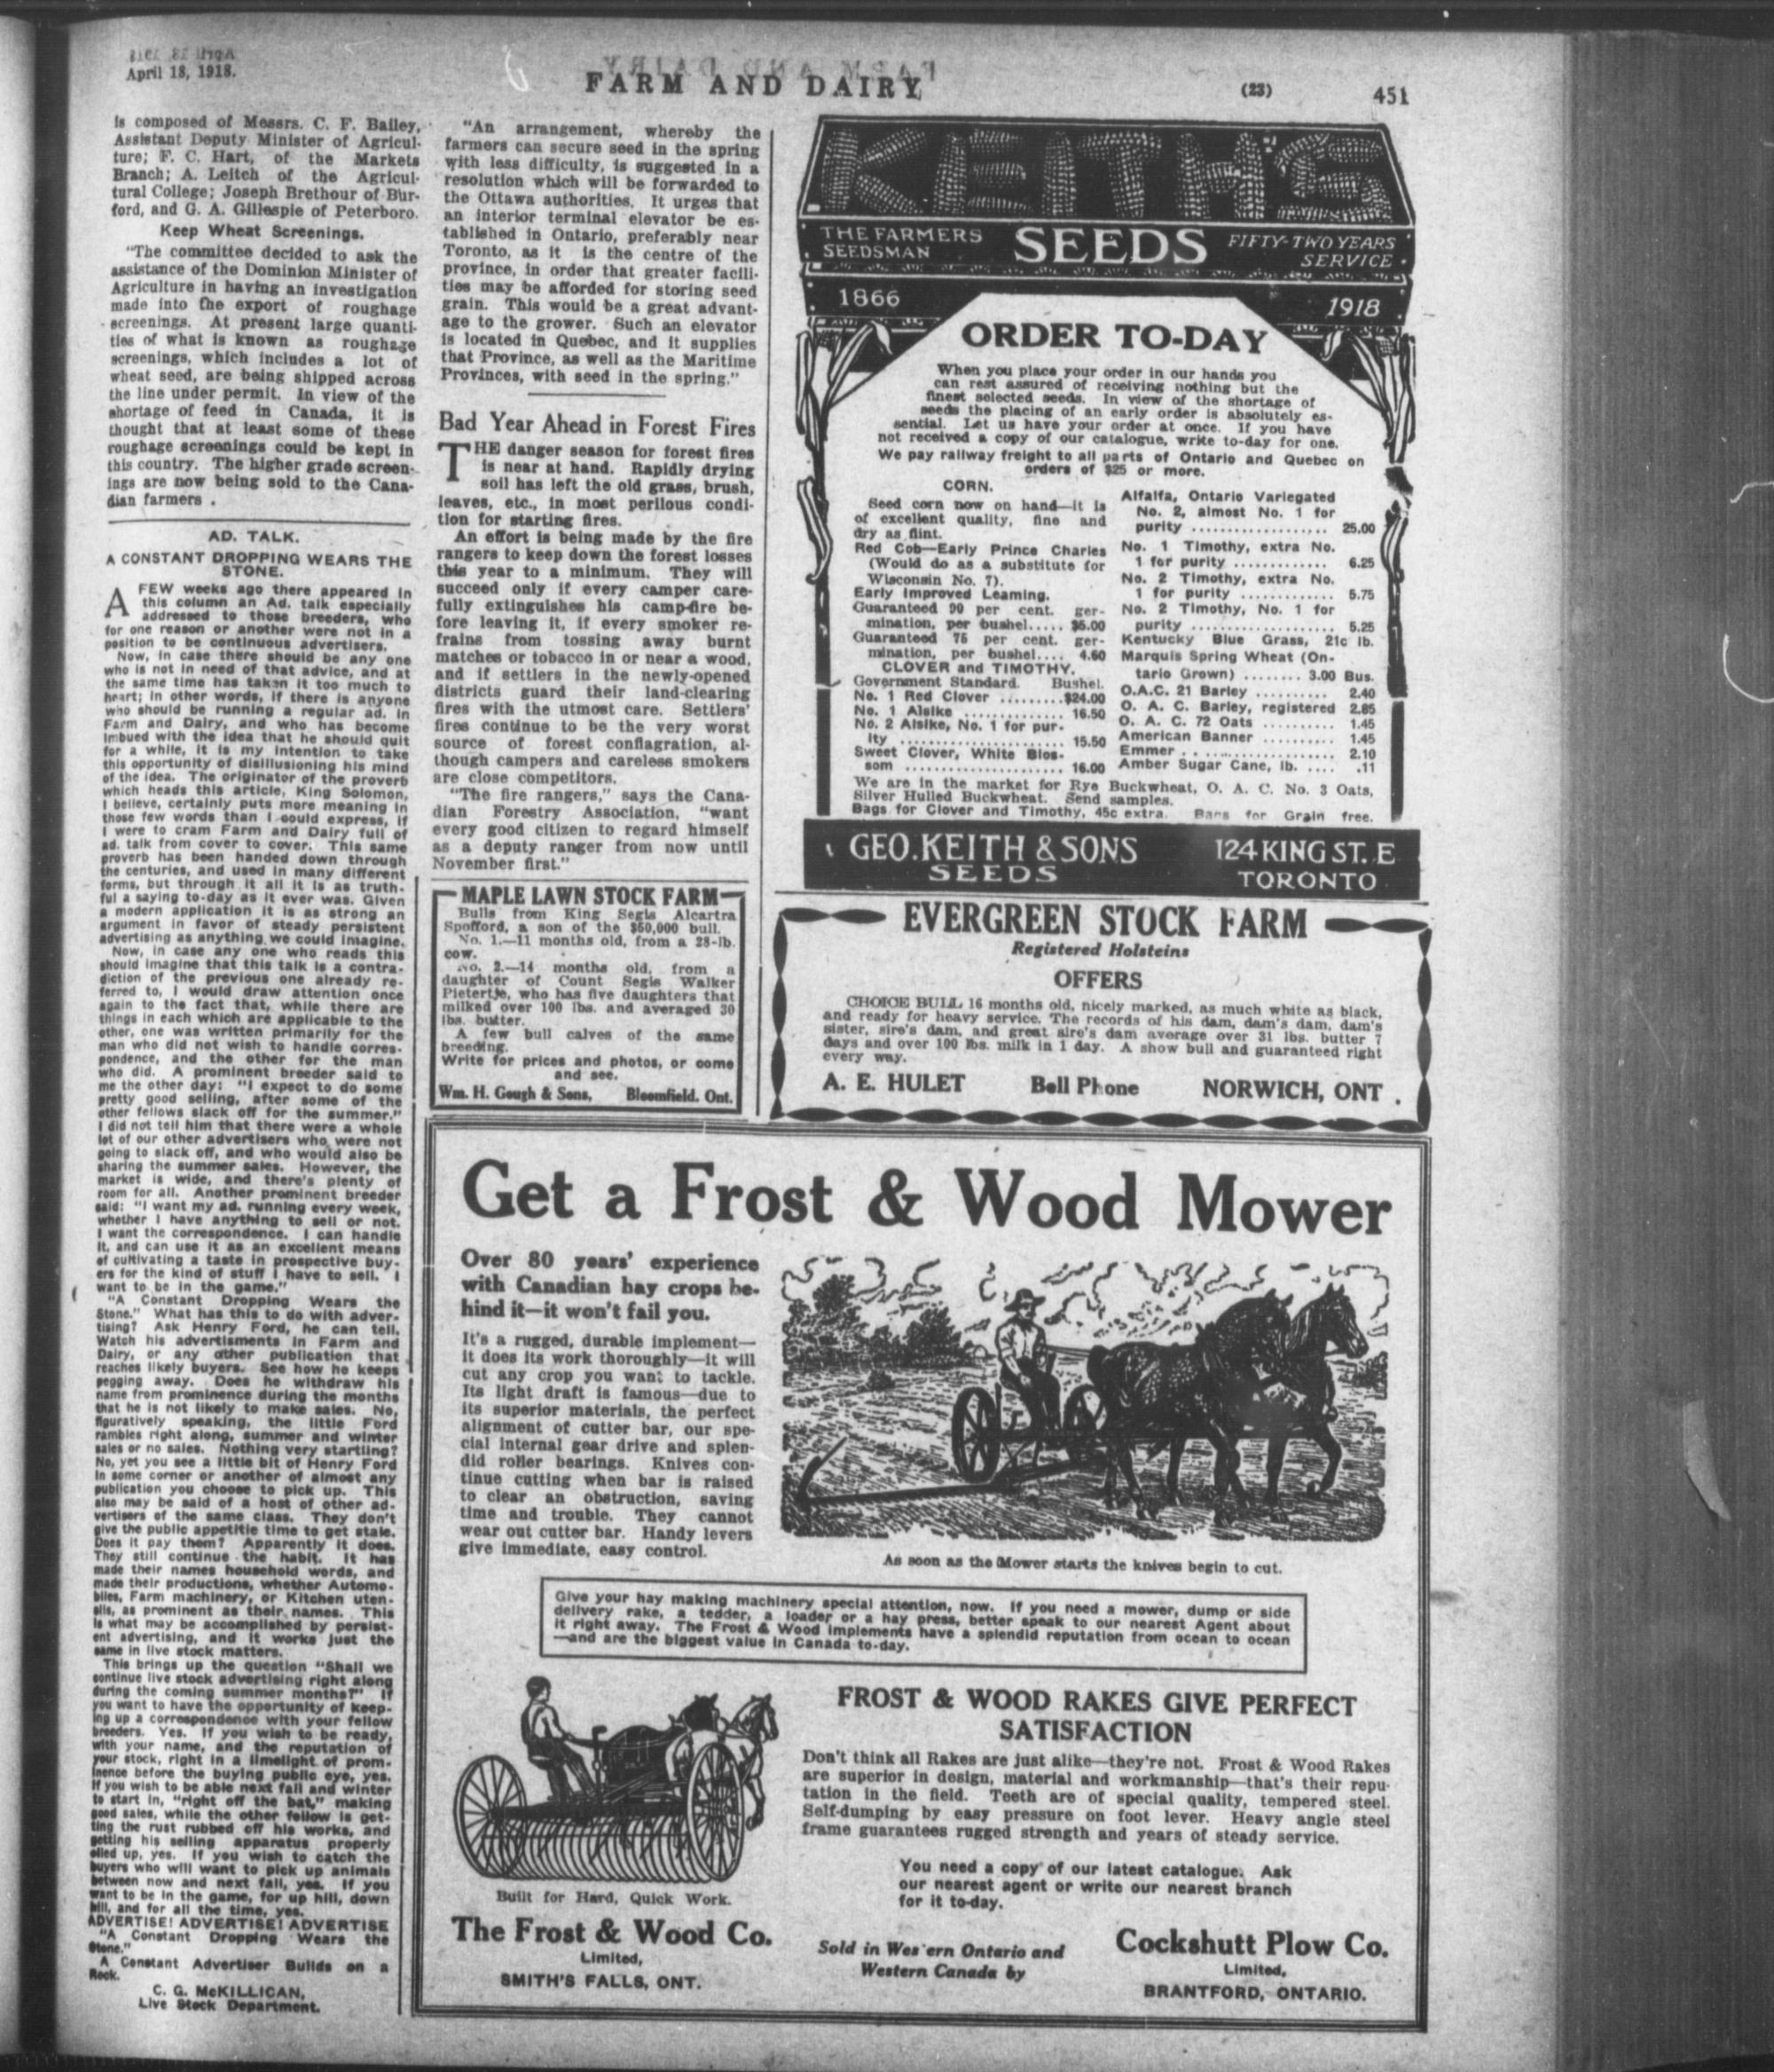 April 18, 1918.
FARM AND DAIRY
(23)
451
is composed of Messrs. C. F. Bailey,
Assistant Deputy Minister of Agricul-
ture; F. C. Hart, of the Markets
Branch; A. Leitch of the Agricul-
tural College; Joseph Brethour of Bur-
ford, and G. A. Gillespie of Peterboro.
Keep Wheat Screenings.
"The committee decided to ask the
assistance of the Dominion Minister of
Agriculture in having an investigation
made into the export of roughage
screenings. At present large quanti-
ties of what is known as roughage
screenings, which includes a lot of
wheat seed, are being shipped across
the line under permit. In view of the
shortage of feed in Canada, it is
thought that at least some of these
roughage screenings could be kept in
this country. The higher grade screen-
ings are now being sold to the Cana-
dian farmers .
AD. TALK.
A CONSTANT DROPPING WEARS THE
STONE.
A FEW weeks ago there appeared in
this column an Ad. talk especially
addressed to those breeders, who
for one reason or another were not in a
position to be continuous advertisers.
Now, in case there should be any one
who is not in need of that advice, and at
the same time has taken it too much to
heart; in other words, if there is anyone
who should be running a regular ad. in
Farm and Dairy, and who has become
imbued with the idea that he should quit
for a while, it is my intention to take
this opportunity of disillusioning his mind
of the idea. The originator of the proverb
which heads this article, King Solomon,
I believe, certainly puts more meaning in
those few words than I could express, if
I were to cram Farm and Dairy full of
ad. talk from cover to cover. This same
proverb has been handed down through
the centuries, and used in many different
forms, but through it all it is as truth-
ful a saying to-day as it ever was. Given
a modern application it is as strong an
argument in favor of steady persistent
advertising as anything we could imagine.
Now, in case any one who reads this
should imagine that this talk is a contra-
diction of the previous one already re-
ferred to, I would draw attention once
again to the fact that, while there are
things in each which are applicable to the
other, one was written primarily for the
man who did not wish to handle corres-
pondence, and the other for the man
who did. A prominent breeder said to
me the other day: "I expect to do some
pretty good selling, after some of the
other fellows slack off for the summer."
I did not tell him that there were a whole
lot of our other advertisers who were not
going to slack off, and who would also be
sharing the summer sales. However, the
market is wide, and there's plenty of
room for all. Another prominent breeder
said: "I want my ad. running every week,
whether I have anything to sell or not.
I want the correspondence. I can handle
it, and can use it as an excellent means
of cultivating a taste in prospective buy-
ers for the kind of stuff I have to sell. I
want to be in the game."
"A Constant Dropping Wears the
Stone." What has this to do with adver-
tising? Ask Henry Ford, he can tell.
Watch his advertisments in Farm and
Dairy, or any other publication that
reaches likely buyers. See how he keeps
pegging away. Does he withdraw his
name from prominence during the months
that he is not likely to make sales. No,
figuratively speaking, the little Ford
rambles right along, summer and winter
sales or no sales. Nothing very startling?
No, yet you see a little bit of Henry Ford
in some corner or another of almost any
publication you choose to pick up. This
also may be said of a host of other ad-
vertisers of the same class. They don't
give the public appetitie time to get stale.
Does it pay them? Apparently it does.
They still continue the habit. It has
made their names household words, and
made their productions, whether Automo-
biles, Farm machinery, or Kitchen uten-
sils, as prominent as their names. This
is what may be accomplished by persist-
ent advertising, and it works just the
same in live stock matters.
This brings up the question "Shall we
continue live stock advertising right along
during the coming summer months?" If
you want to have the opportunity of keep-
ing up a correspondence with your fellow
breeders. Yes. If you wish to be ready,
with your name, and the reputation of
your stock, right in a limelight of prom-
inence before the buying public eye, yes.
If you wish to be able next fall and winter
to start in, "right off the bat," making
good sales, while the other fellow is get-
ting the rust rubbed off his works, and
getting his selling apparatus properly
oiled up, yes. If you wish to catch the
buyers who will want to pick up animals
between now and next fall, yes. If you
want to be in the game, for up hill, down
hill, and for all the time, yes.
ADVERTISE! ADVERTISE! ADVERTISE
"A Constant Dropping Wears the
Stone."
A Constant Advertiser Builds on a
Rock.
C. G. McKILLICAN,
Live Stock Department.
"An arrangement, whereby the
farmers can secure seed in the spring
with less difficulty, is suggested in a
resolution which will be forwarded to
the Ottawa authorities. It urges that
an interior terminal elevator be es-
tablished in Ontario, preferably near
Toronto, as it is the centre of the
province, in order that greater facili-
ties may be afforded for storing seed
grain. This would be a great advant-
age to the grower. Such an elevator
is located in Quebec, and it supplies
that Province, as well as the Maritime
Provinces, with seed in the spring."
Bad Year Ahead in Forest Fires
THE danger season for forest fires
is near at hand. Rapidly drying
soil has left the old grass, brush,
leaves, etc., in most perilous condi-
tion for starting fires.
An effort is being made by the fire
rangers to keep down the forest losses
this year to a minimum. They will
succeed only if every camper care-
fully extinguishes his camp-fire be-
fore leaving it, if every smoker re-
frains from tossing away burnt
matches or tobacco in or near a wood,
and if settlers in the newly-opened
districts guard their land-clearing
fires with the utmost care. Settlers'
fires continue to be the very worst
source of forest conflagration, al-
though campers and careless smokers
are close competitors.
"The fire rangers," says the Cana-
dian Forestry Association, "want
every good citizen to regard himself
as a deputy ranger from now until
November first."
MAPLE LAWN STOCK FARM
Bulls from King Segis Alcartra
Spofford, a son of the $50,000 bull.
No. 1.—11 months old, from a 28-lb.
cow.
No. 2.—14 months old, from a
daughter of Count Segis Walker
Pietertje, who has five daughters that
milked over 100 lbs. and averaged 30
lbs. butter.
A few bull calves of the same
breeding.
Write for prices and photos, or come
and see.
Wm. H. Gough & Sons, Bloomfield. Ont.
KEITH'S
THE FARMERS
SEEDSMAN
SEEDS
FIFTY-TWO YEARS
SERVICE
1866
1918
ORDER TO-DAY
When you place your order in our hands you
can rest assured of receiving nothing but the
finest selected seeds. In view of the shortage of
seeds the placing of an early order is absolutely es-
sential. Let us have your order at once. If you have
not received a copy of our catalogue, write to-day for one.
We pay railway freight to all parts of Ontario and Quebec on
orders of $25 or more.
CORN.
Seed corn now on hand—it is
of excellent quality, fine and
dry as flint.
Red Cob—Early Prince Charles
(Would do as a substitute for
Wisconsin No. 7).
Early Improved Leaming.
Guaranteed 90 per cent. ger-
mination, per bushel..... $5.00
Guaranteed 75 per cent. ger-
mination, per bushel.... 4.60
CLOVER and TIMOTHY.
Government Standard. Bushel.
No. 1 Red Clover .........$24.00
No. 1 Alsike .............. 16.50
No. 2 Alsike, No. 1 for pur-
ity ....................... 15.50
Sweet Clover, White Blos-
som ...................... 16.00
Alfalfa, Ontario Variegated
No. 2, almost No. 1 for
purity ................... 25.00
No. 1 Timothy, extra No.
1 for purity ............. 6.25
No. 2 Timothy, extra No.
1 for purity ............. 5.75
No. 2 Timothy, No. 1 for
purity .................... 5.25
Kentucky Blue Grass, 21c lb.
Marquis Spring Wheat (On-
tario Grown) ........ 3.00 Bus.
O.A.C. 21 Barley .......... 2.40
O. A. C. Barley, registered 2.85
O. A. C. 72 Oats .......... 1.45
American Banner .......... 1.45
Emmer .................... 2.10
Amber Sugar Cane, lb. .... .11
We are in the market for Rye Buckwheat, O. A. C. No. 3 Oats,
Silver Hulled Buckwheat. Send samples.
Bags for Clover and Timothy, 45c extra. Bags for Grain free.
GEO. KEITH & SONS
SEEDS
124 KING ST. E
TORONTO
EVERGREEN STOCK FARM
Registered Holsteins
OFFERS
CHOICE BULL 16 months old, nicely marked, as much white as black,
and ready for heavy service. The records of his dam, dam's dam, dam's
sister, sire's dam, and great sire's dam average over 31 lbs. butter 7
days and over 100 lbs. milk in 1 day. A show bull and guaranteed right
every way.
A. E. HULET Bell Phone NORWICH, ONT.
Get a Frost & Wood Mower
Over 80 years' experience
with Canadian hay crops be-
hind it—it won't fail you.
It's a rugged, durable implement—
it does its work thoroughly—it will
cut any crop you want to tackle.
Its light draft is famous—due to
its superior materials, the perfect
alignment of cutter bar, our spe-
cial internal gear drive and splen-
did roller bearings. Knives con-
tinue cutting when bar is raised
to clear an obstruction, saving
time and trouble. They cannot
wear out cutter bar. Handy levers
give immediate, easy control.
As soon as the Mower starts the knives begin to cut.
Give your hay making machinery special attention, now. If you need a mower, dump or side
delivery rake, a tedder, a loader or a hay press, better speak to our nearest Agent about
it right away. The Frost & Wood Implements have a splendid reputation from ocean to ocean
—and are the biggest value in Canada to-day.
FROST & WOOD RAKES GIVE PERFECT
SATISFACTION
Don't think all Rakes are just alike—they're not. Frost & Wood Rakes
are superior in design, material and workmanship—that's their repu-
tation in the field. Teeth are of special quality, tempered steel.
Self-dumping by easy pressure on foot lever. Heavy angle steel
frame guarantees rugged strength and years of steady service.
You need a copy of our latest catalogue. Ask
our nearest agent or write our nearest branch
for it to-day.
Built for Hard, Quick Work.
The Frost & Wood Co.
Limited,
SMITH'S FALLS, ONT.
Sold in Western Ontario and
Western Canada by
Cockshutt Plow Co.
Limited,
BRANTFORD, ONTARIO.